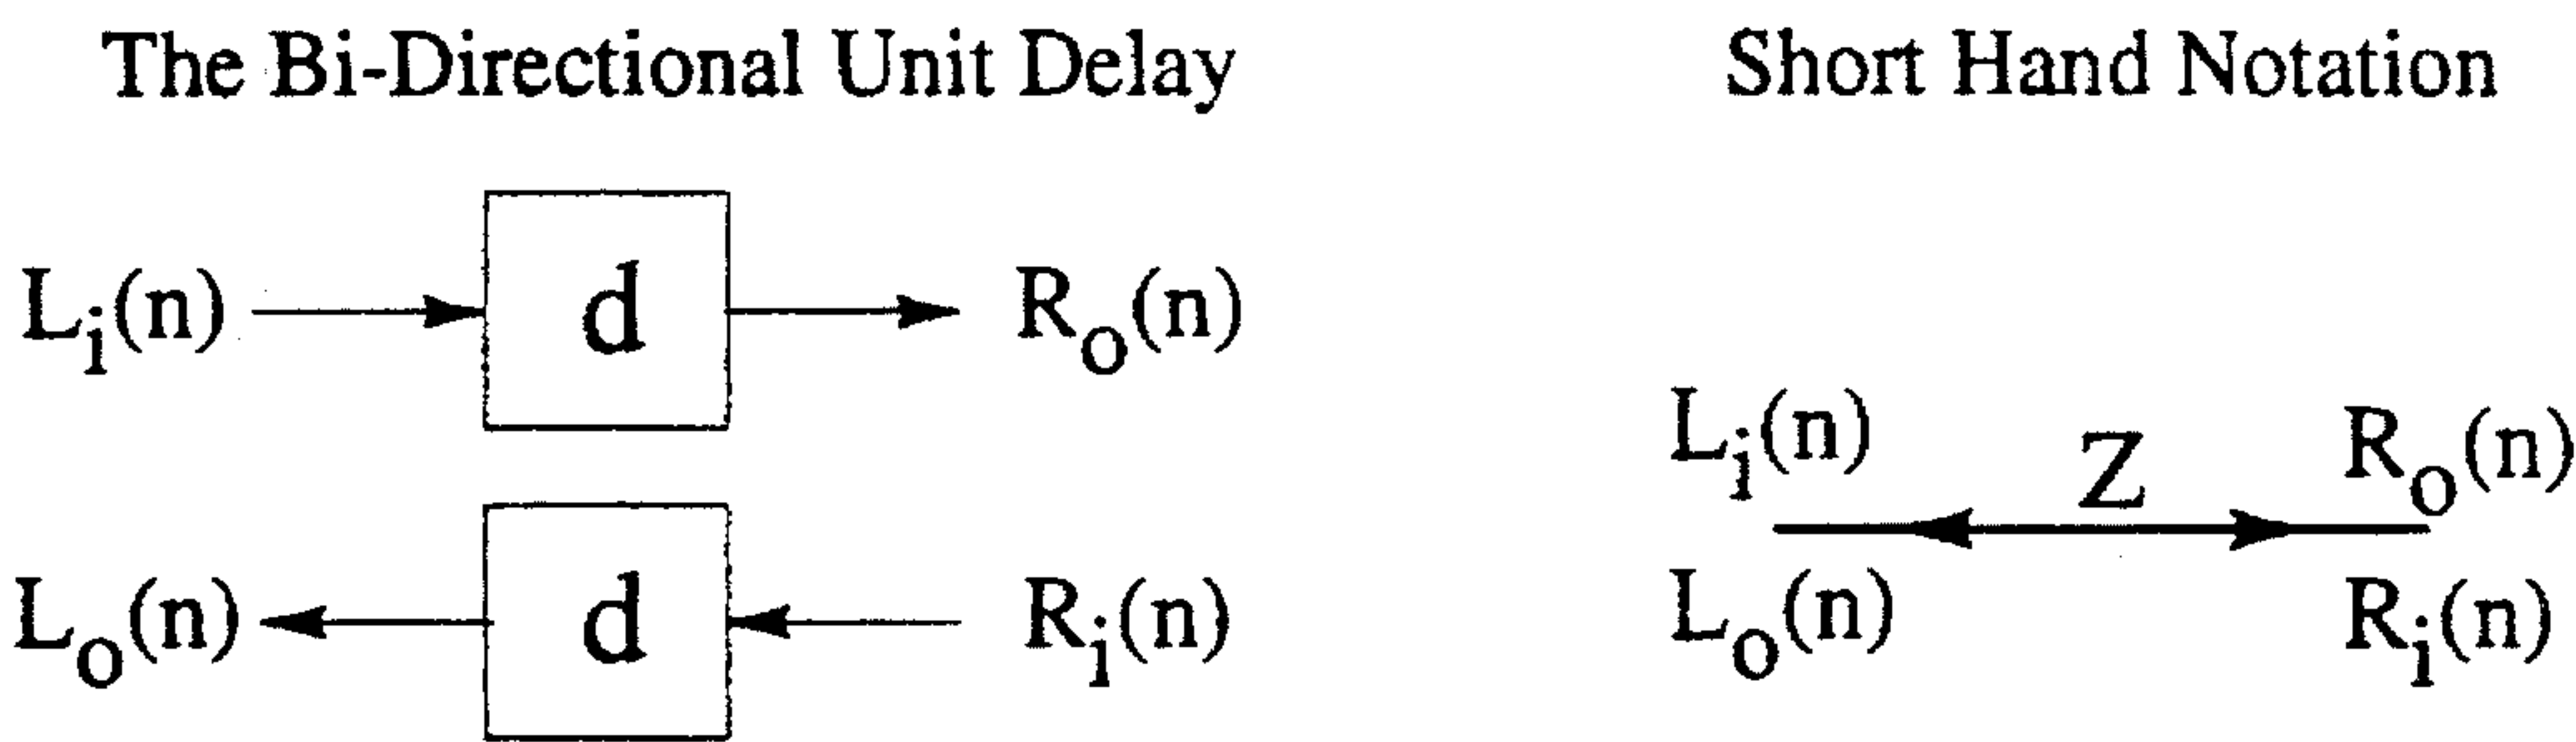 The Bi-Directional Unit Delay
Short Hand Notation
Li(n)
d
Ro(n)
Lo(n)
d
Ri(n)
Li(n)
Z
Ro(n)
Lo(n)
Ri(n)